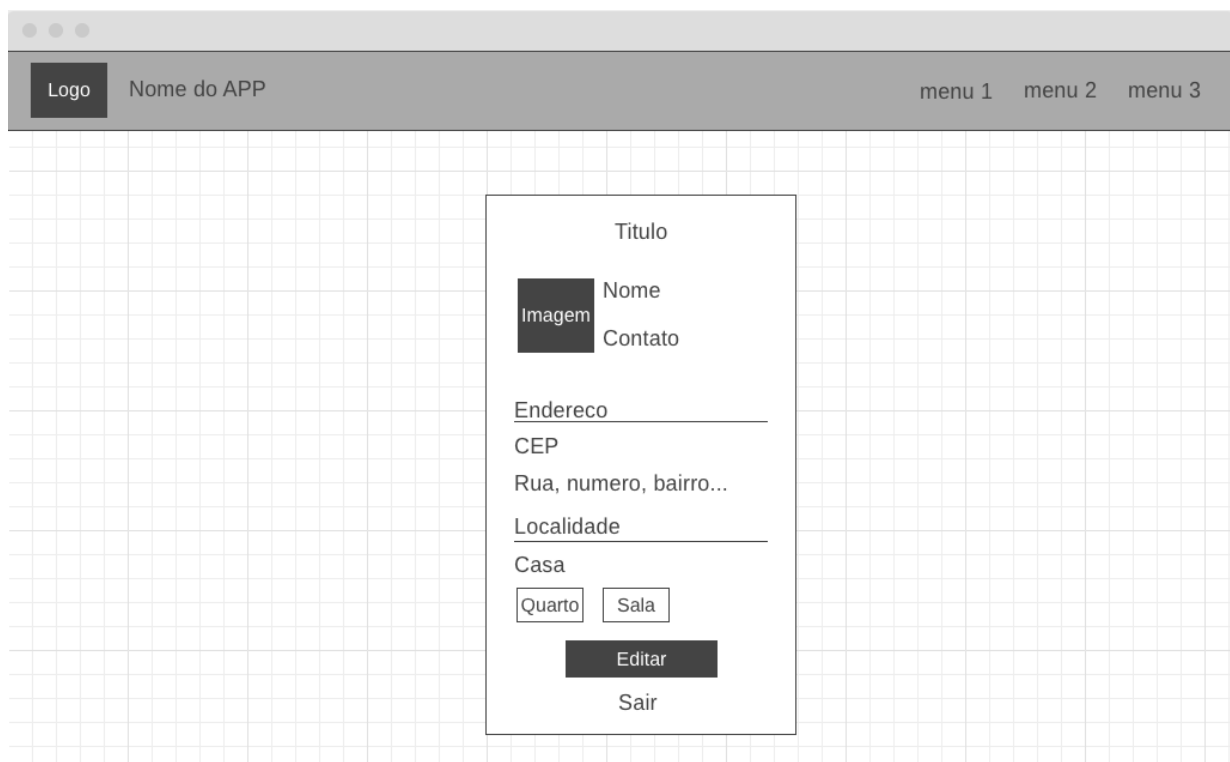 Logo Nome do APP menu 1 menu 2 menu 3
Titulo
Imagem
Nome
Contato
Endereco
CEP
Rua, numero, bairro...
Localidade
Casa
Quarto Sala
Editar
Sair